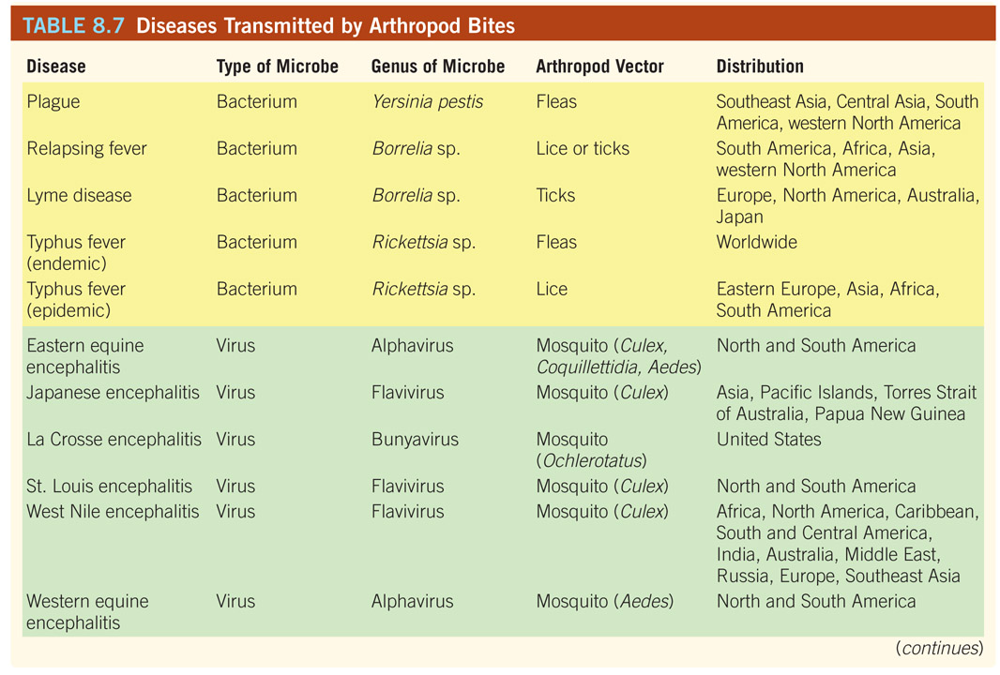 TABLE 8.7 Diseases Transmitted by Arthropod Bites
Disease Type of Microbe Genus of Microbe Arthropod Vector Distribution
Plague Bacterium Yersinia pestis Fleas Southeast Asia, Central Asia, South
America, western North America
Relapsing fever Bacterium Borrelia sp. Lice or ticks South America, Africa, Asia,
western North America
Lyme disease Bacterium Borrelia sp. Ticks Europe, North America, Australia,
Japan
Typhus fever Bacterium Rickettsia sp. Fleas Worldwide
(endemic)
Typhus fever Bacterium Rickettsia sp. Lice Eastern Europe, Asia, Africa,
(epidemic) South America
Eastern equine Virus Alphavirus Mosquito (Culex, North and South America
encephalitis Coquillettidia, Aedes)
Japanese encephalitis Virus Flavivirus Mosquito (Culex) Asia, Pacific Islands, Torres Strait
of Australia, Papua New Guinea
La Crosse encephalitis Virus Bunyavirus Mosquito United States
(Ochlerotatus)
St. Louis encephalitis Virus Flavivirus Mosquito (Culex) North and South America
West Nile encephalitis Virus Flavivirus Mosquito (Culex) Africa, North America, Caribbean,
South and Central America,
India, Australia, Middle East,
Russia, Europe, Southeast Asia
Western equine Virus Alphavirus Mosquito (Aedes) North and South America
encephalitis
(continues)